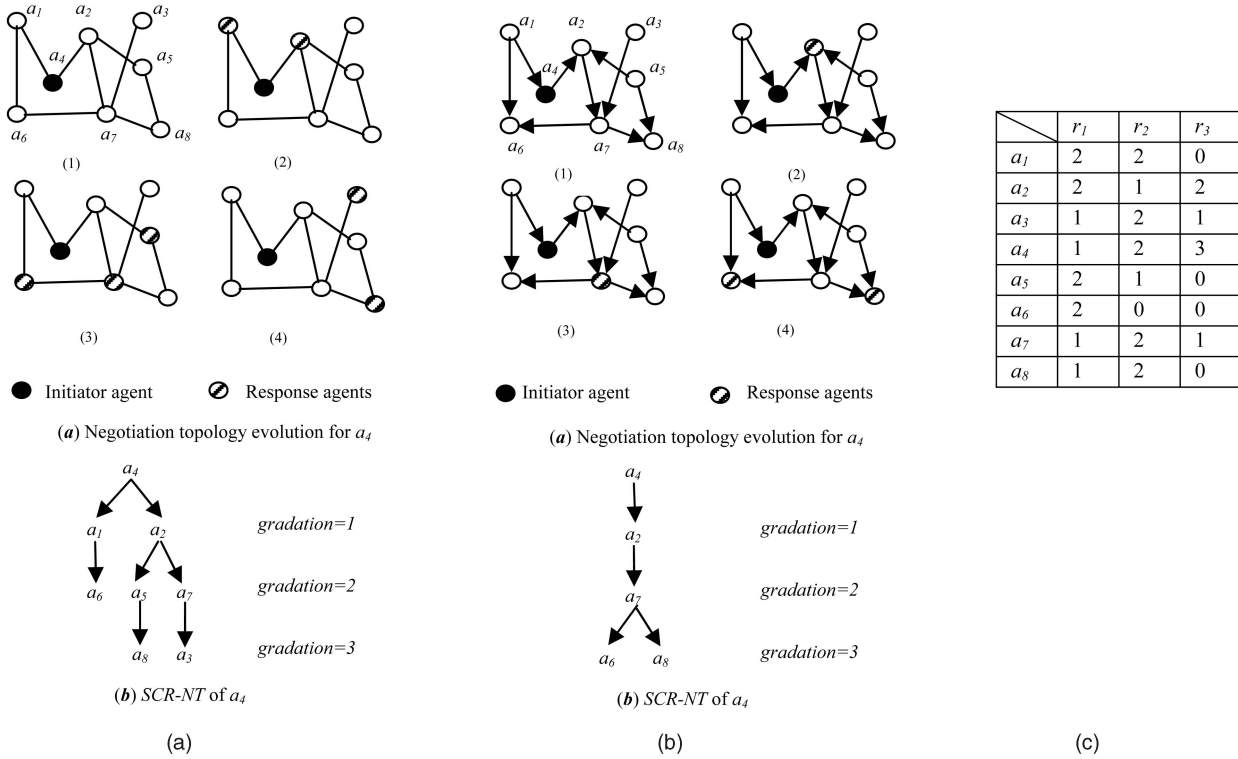 a1 a2 a3
a4 a5
a6 a7 a8
(1) (2)
(3) (4)
Initiator agent Response agents
(a) Negotiation topology evolution for a4
a4
a1 a2 gradation=1
a6 a5 a7 gradation=2
a8 a3 gradation=3
(b) SCR-NT of a4
(a)
a1 a2 a3
a4 a5
a6 a7 a8
(1) (2)
(3) (4)
Initiator agent Response agents
(a) Negotiation topology evolution for a4
a4
a2 gradation=1
a7 gradation=2
a6 a8 gradation=3
(b) SCR-NT of a4
(b)
r1 r2 r3
a1 2 2 0
a2 2 1 2
a3 1 2 1
a4 1 2 3
a5 2 1 0
a6 2 0 0
a7 1 2 1
a8 1 2 0
(c)